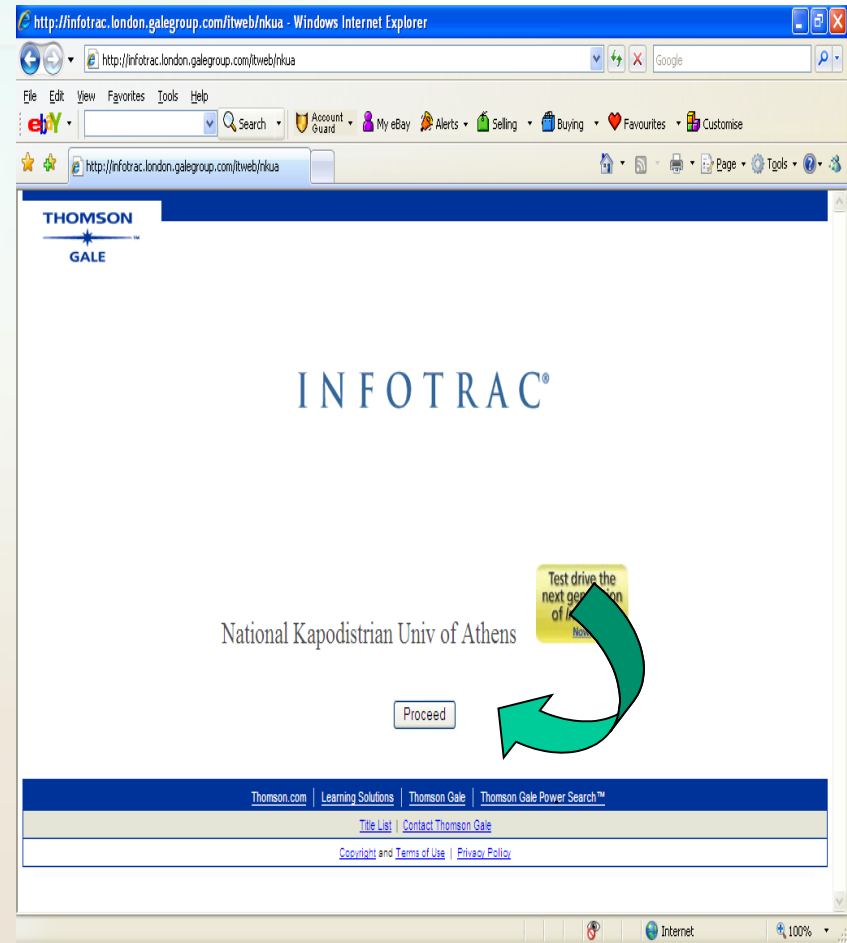 http://infotrac.london.galegroup.com/itweb/nkua - Windows Internet Explorer
http://infotrac.london.galegroup.com/itweb/nkua Google
File Edit View Favorites Tools Help
ebY Search Account Guard My eBay Alerts Selling Buying Favourites Customise
http://infotrac.london.galegroup.com/itweb/nkua Page Tools
THOMSON
GALE
INFOTRAC®
Test drive the
next
of
National Kapodistrian Univ of Athens
Proceed
Thomson.com | Learning Solutions | Thomson Gale | Thomson Gale Power Search™
Title List | Contact Thomson Gale
Copyright and Terms of Use | Privacy Policy
Internet 100%